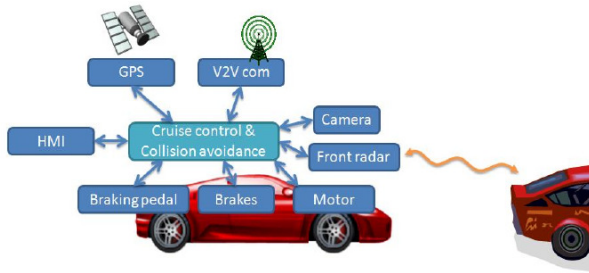 GPS
V2V com
Camera
Cruise control &
Collision avoidance
HMI
Front radar
Braking pedal
Brakes
Motor